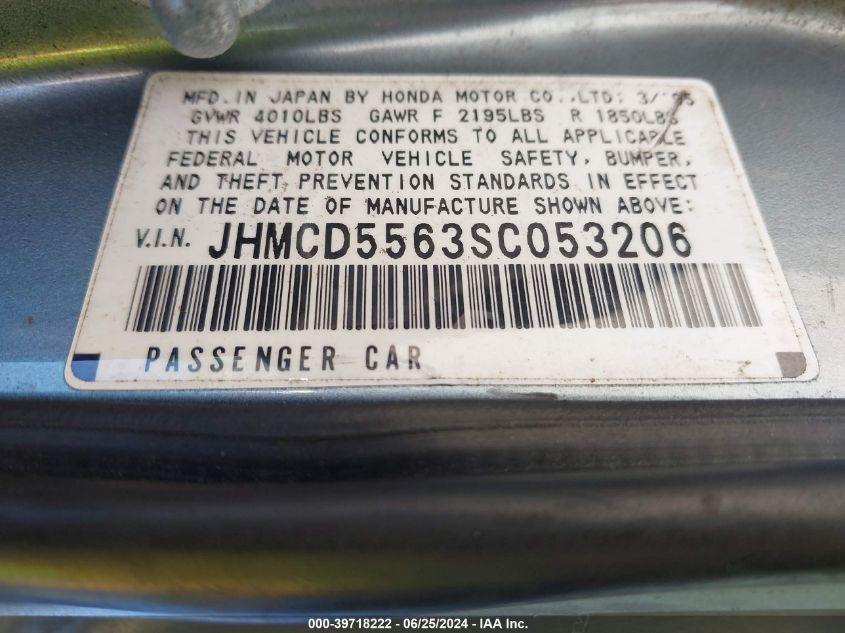 MFD. IN JAPAN BY HONDA MOTOR CO., LTD: 3/95
GVWR 4010LBS GAWR F 2195LBS R 1850LBS
THIS VEHICLE CONFORMS TO ALL APPLICABLE
FEDERAL MOTOR VEHICLE SAFETY, BUMPER,
AND THEFT PREVENTION STANDARDS IN EFFECT
ON THE DATE OF MANUFACTURE SHOWN ABOVE:
V.I.N. JHMCD5563SC053206
PASSENGER CAR
000-39718222 - 06/25/2024 - IAA Inc.